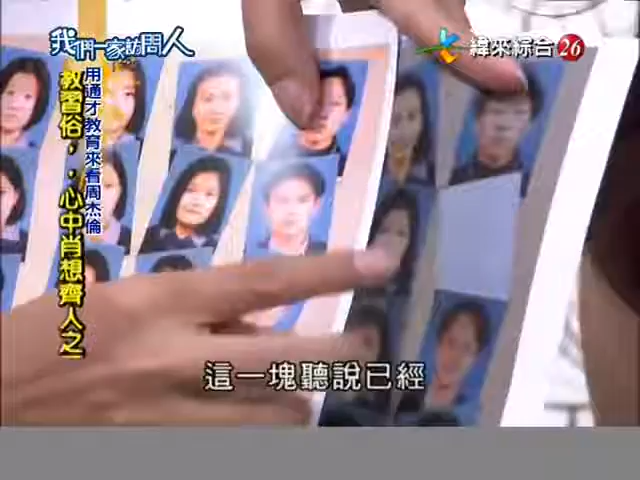 我們一家訪問人
緯來綜合26
用通才教育來看周杰倫
教習俗，.心中肖想齊人之
這一塊聽說已經